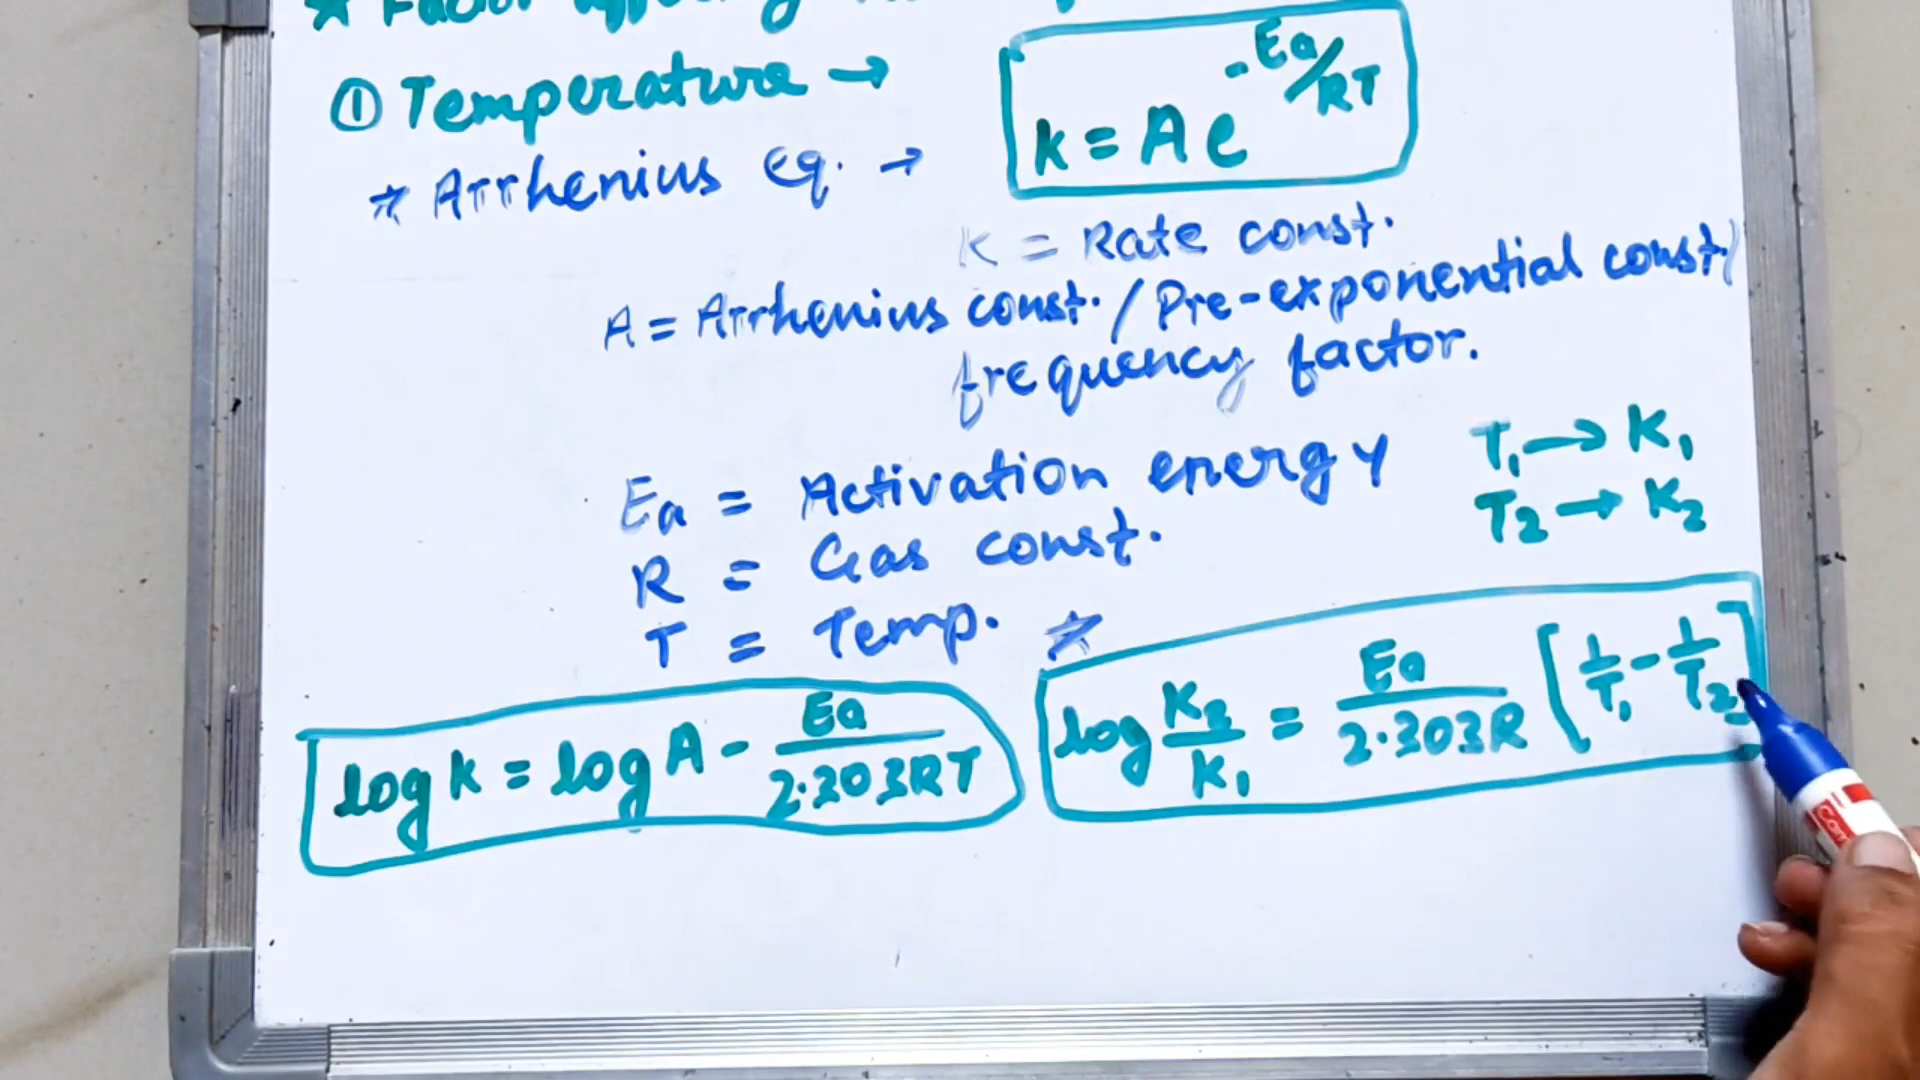 * Factor
① Temperature →
* Arrhenius eq. →
k = A e^-Ea/RT
K = Rate const.
A = Arrhenius const. / Pre-exponential const. /
frequency factor.
Ea = Activation energy
R = Gas const.
T = Temp.
T₁ → K₁
T₂ → K₂
log k = log A - Ea/2.303RT
☆ log K₂/K₁ = Ea/2.303R [1/T₁ - 1/T₂]